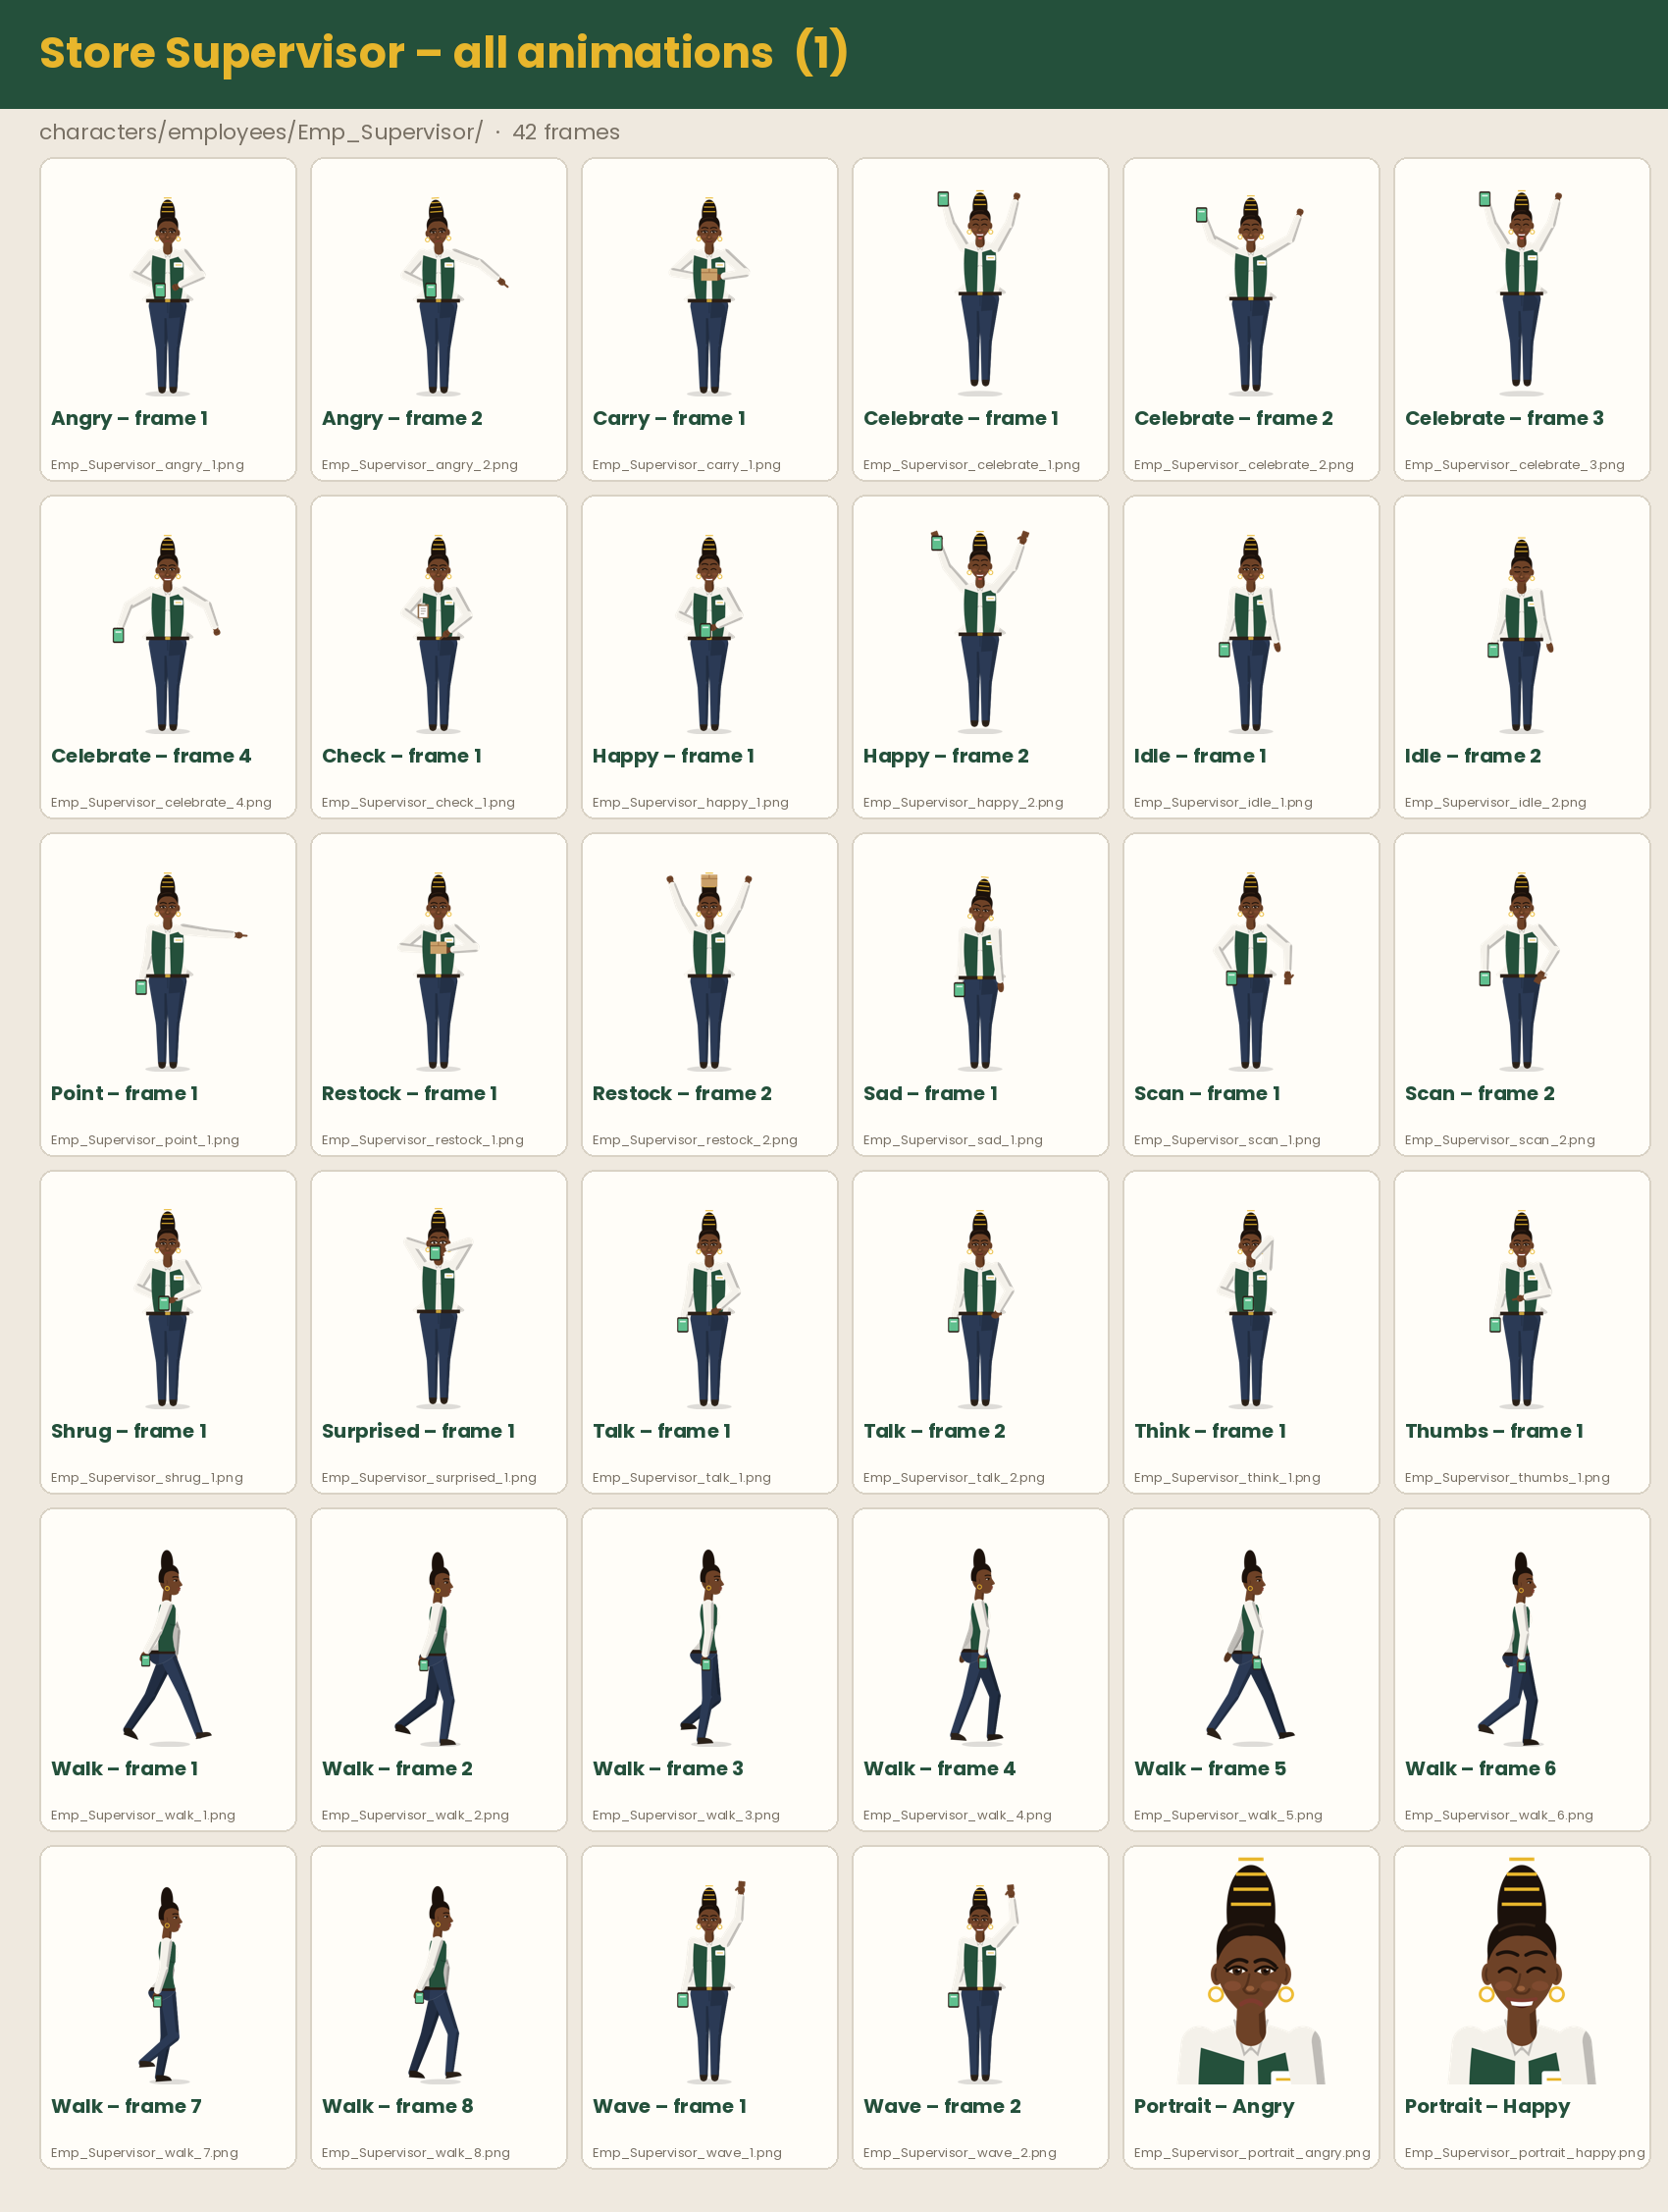 Store Supervisor – all animations (1)
characters/employees/Emp_Supervisor/ · 42 frames
Angry – frame 1
Angry – frame 2
Carry – frame 1
Celebrate – frame 1
Celebrate – frame 2
Celebrate – frame 3
Emp_Supervisor_angry_1.png
Emp_Supervisor_angry_2.png
Emp_Supervisor_carry_1.png
Emp_Supervisor_celebrate_1.png
Emp_Supervisor_celebrate_2.png
Emp_Supervisor_celebrate_3.png
Celebrate – frame 4
Check – frame 1
Happy – frame 1
Happy – frame 2
Idle – frame 1
Idle – frame 2
Emp_Supervisor_celebrate_4.png
Emp_Supervisor_check_1.png
Emp_Supervisor_happy_1.png
Emp_Supervisor_happy_2.png
Emp_Supervisor_idle_1.png
Emp_Supervisor_idle_2.png
Point – frame 1
Restock – frame 1
Restock – frame 2
Sad – frame 1
Scan – frame 1
Scan – frame 2
Emp_Supervisor_point_1.png
Emp_Supervisor_restock_1.png
Emp_Supervisor_restock_2.png
Emp_Supervisor_sad_1.png
Emp_Supervisor_scan_1.png
Emp_Supervisor_scan_2.png
Shrug – frame 1
Surprised – frame 1
Talk – frame 1
Talk – frame 2
Think – frame 1
Thumbs – frame 1
Emp_Supervisor_shrug_1.png
Emp_Supervisor_surprised_1.png
Emp_Supervisor_talk_1.png
Emp_Supervisor_talk_2.png
Emp_Supervisor_think_1.png
Emp_Supervisor_thumbs_1.png
Walk – frame 1
Walk – frame 2
Walk – frame 3
Walk – frame 4
Walk – frame 5
Walk – frame 6
Emp_Supervisor_walk_1.png
Emp_Supervisor_walk_2.png
Emp_Supervisor_walk_3.png
Emp_Supervisor_walk_4.png
Emp_Supervisor_walk_5.png
Emp_Supervisor_walk_6.png
Walk – frame 7
Walk – frame 8
Wave – frame 1
Wave – frame 2
Portrait – Angry
Portrait – Happy
Emp_Supervisor_walk_7.png
Emp_Supervisor_walk_8.png
Emp_Supervisor_wave_1.png
Emp_Supervisor_wave_2.png
Emp_Supervisor_portrait_angry.png
Emp_Supervisor_portrait_happy.png